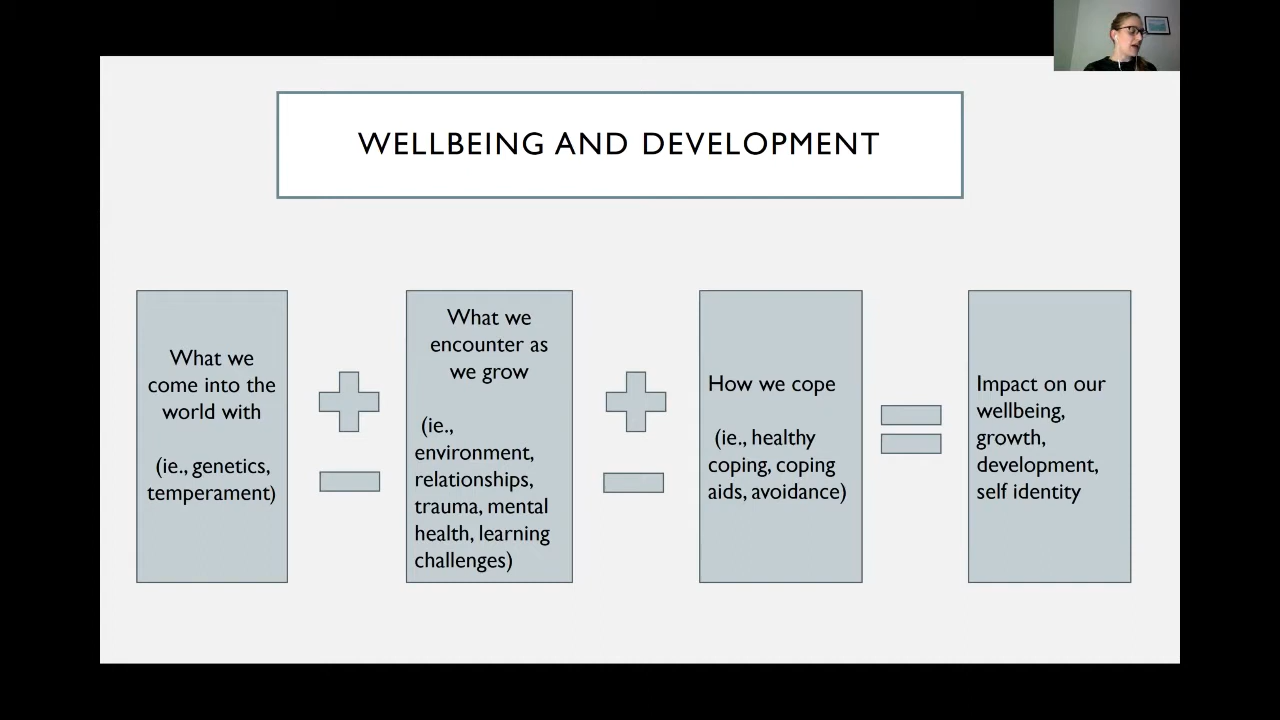 WELLBEING AND DEVELOPMENT
What we
come into the
world with
(ie., genetics,
temperament)
What we
encounter as
we grow
(ie.,
environment,
relationships,
trauma, mental
health, learning
challenges)
How we cope
(ie., healthy
coping, coping
aids, avoidance)
Impact on our
wellbeing,
growth,
development,
self identity